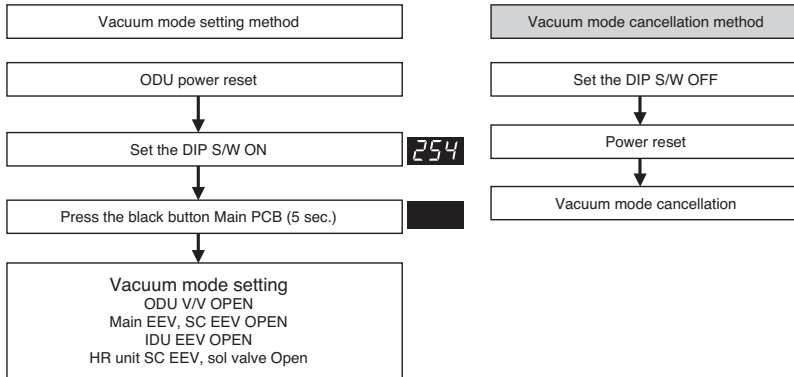 Vacuum mode setting method
ODU power reset
Set the DIP S/W ON
254
Press the black button Main PCB (5 sec.)
Vacuum mode setting
ODU V/V OPEN
Main EEV, SC EEV OPEN
IDU EEV OPEN
HR unit SC EEV, sol valve Open
Vacuum mode cancellation method
Set the DIP S/W OFF
Power reset
Vacuum mode cancellation